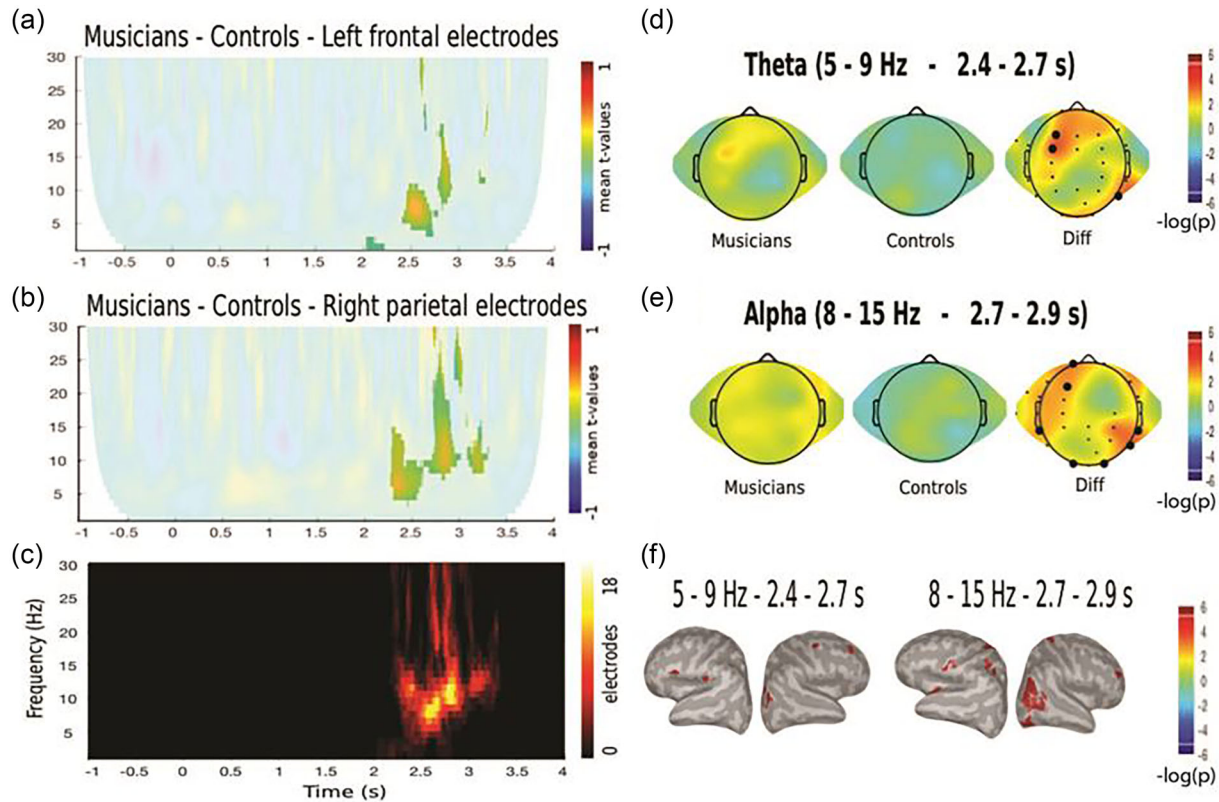 (a)
Musicians - Controls - Left frontal electrodes
30
25
20
15
10
5
-1 -0.5 0 0.5 1 1.5 2 2.5 3 3.5 4
1
mean t-values
-1
(b)
Musicians - Controls - Right parietal electrodes
30
25
20
15
10
5
-1 -0.5 0 0.5 1 1.5 2 2.5 3 3.5 4
1
mean t-values
-1
(c)
Frequency (Hz)
30
25
20
15
10
5
-1 -0.5 0 0.5 1 1.5 2 2.5 3 3.5 4
Time (s)
18
electrodes
0
(d)
Theta (5 - 9 Hz - 2.4 - 2.7 s)
Musicians
Controls
Diff
6
4
2
0
-2
-4
-6
-log(p)
(e)
Alpha (8 - 15 Hz - 2.7 - 2.9 s)
Musicians
Controls
Diff
6
4
2
0
-2
-4
-6
-log(p)
(f)
5 - 9 Hz - 2.4 - 2.7 s
8 - 15 Hz - 2.7 - 2.9 s
6
4
2
0
-2
-4
-6
-log(p)